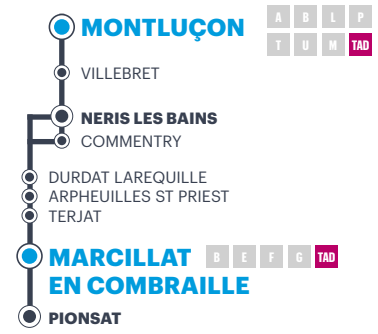 MONTLUÇON A B L P
T U M TAD
VILLEBRET
NERIS LES BAINS
COMMENTRY
DURDAT LAREQUILLE
ARPHEUILLES ST PRIEST
TERJAT
MARCILLAT B E F G TAD
EN COMBRAILLE
PIONSAT